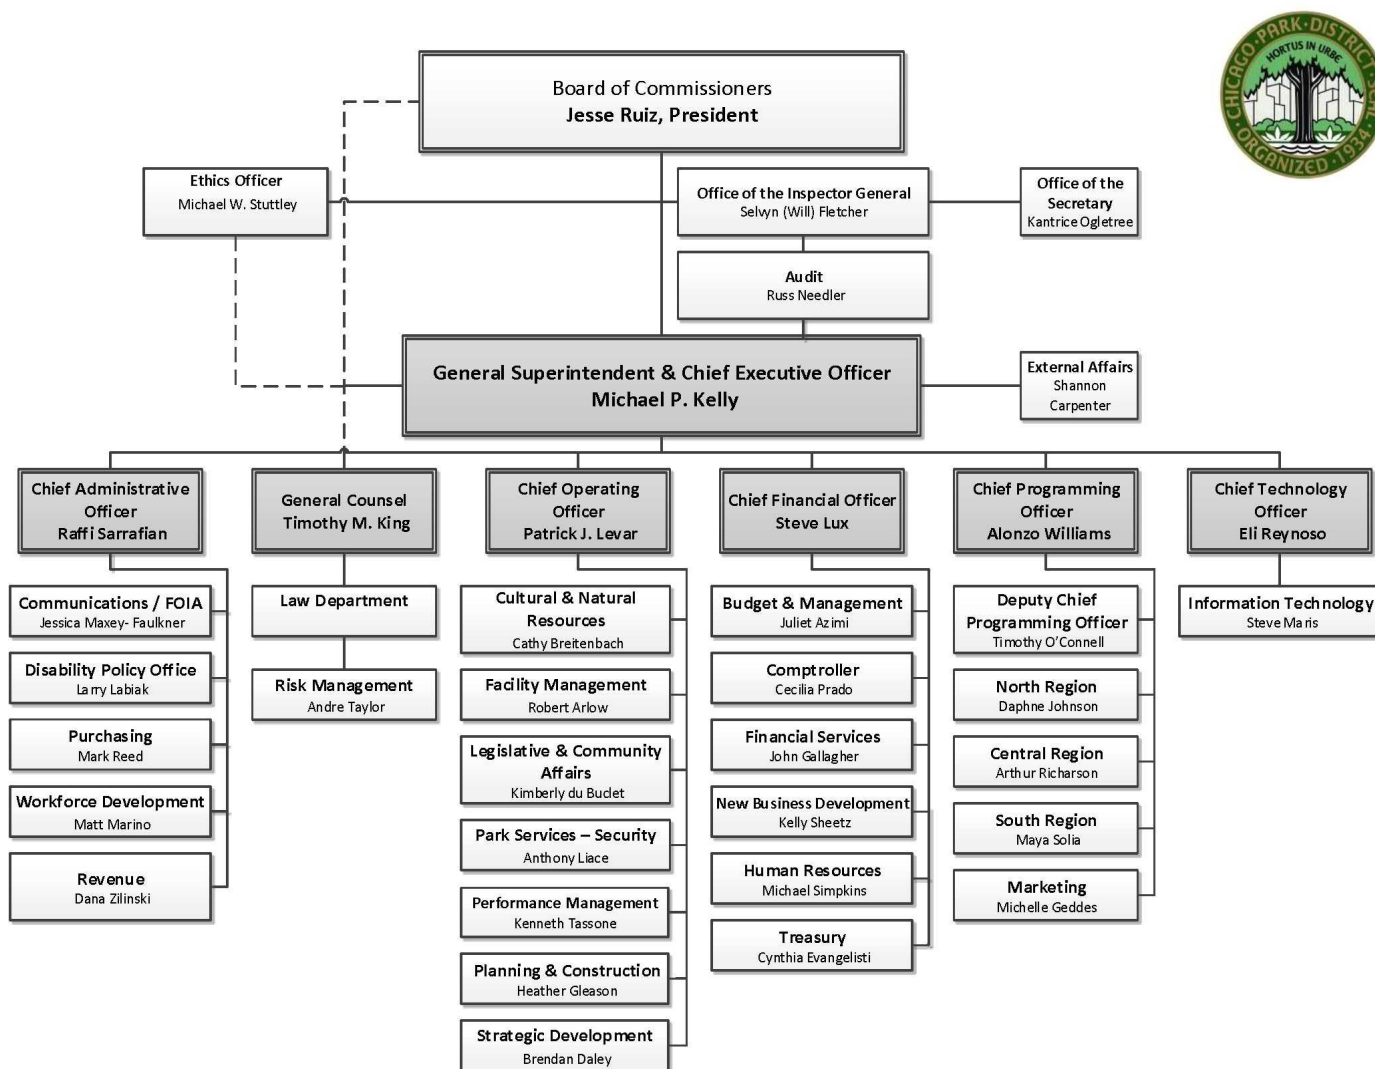 CHICAGO·PARK·DISTRICT
HORTUS IN URBE
ORGANIZED·1934
Board of Commissioners
Jesse Ruiz, President
Ethics Officer
Michael W. Stuttley
Office of the Inspector General
Selvyn (Will) Fletcher
Office of the
Secretary
Kantrice Ogletree
Audit
Russ Needler
General Superintendent & Chief Executive Officer
Michael P. Kelly
External Affairs
Shannon
Carpenter
Chief Administrative
Officer
Raffi Sarrafian
General Counsel
Timothy M. King
Chief Operating
Officer
Patrick J. Levar
Chief Financial Officer
Steve Lux
Chief Programming
Officer
Alonzo Williams
Chief Technology
Officer
Eli Reynoso
Communications / FOIA
Jessica Maxey- Faulkner
Disability Policy Office
Larry Labiak
Purchasing
Mark Reed
Workforce Development
Matt Marino
Revenue
Dana Zilinski
Law Department
Risk Management
Andre Taylor
Cultural & Natural
Resources
Cathy Breitenbach
Facility Management
Robert Arlow
Legislative & Community
Affairs
Kimberly du Buclet
Park Services – Security
Anthony Liace
Performance Management
Kenneth Tassone
Planning & Construction
Heather Gleason
Strategic Development
Brendan Daley
Budget & Management
Juliet Azimi
Comptroller
Cecilia Prado
Financial Services
John Gallagher
New Business Development
Kelly Sheetz
Human Resources
Michael Simpkins
Treasury
Cynthia Evangelisti
Deputy Chief
Programming Officer
Timothy O'Connell
North Region
Daphne Johnson
Central Region
Arthur Richarson
South Region
Maya Solia
Marketing
Michelle Geddes
Information Technology
Steve Maris